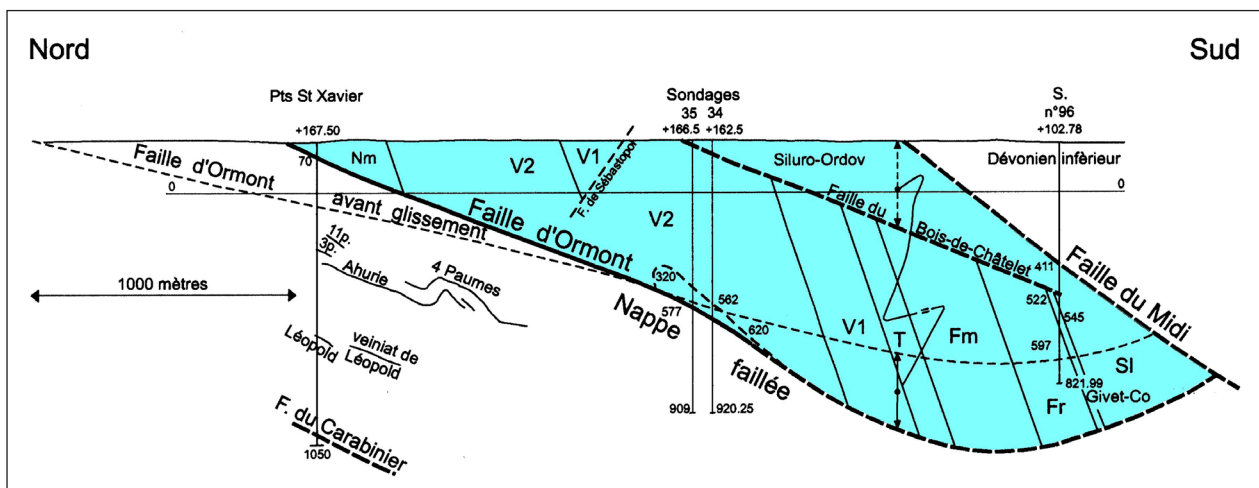 Nord
Sud
Pts St Xavier
+167.50
Sondages
35 34
+166.5 +162.5
S.
n°96
+102.78
Nm
V2
V1
F. de Sébastopol
Siluro-Ordov
Dévonien infèrieur
70
0
0
Faille d'Ormont
avant glissement
Faille d'Ormont
V2
Faille du
Bois-de-Châtelet
411
Faille du Midi
11p.
3p.
Ahurie
4 Paumes
1000 mètres
320
577
562
620
522
545
597
Nappe
faillée
V1
T
Fm
Sl
Fr
Givet-Co
821.99
Léopold
veiniat de
Léopold
909
920.25
F. du Carabinier
1050